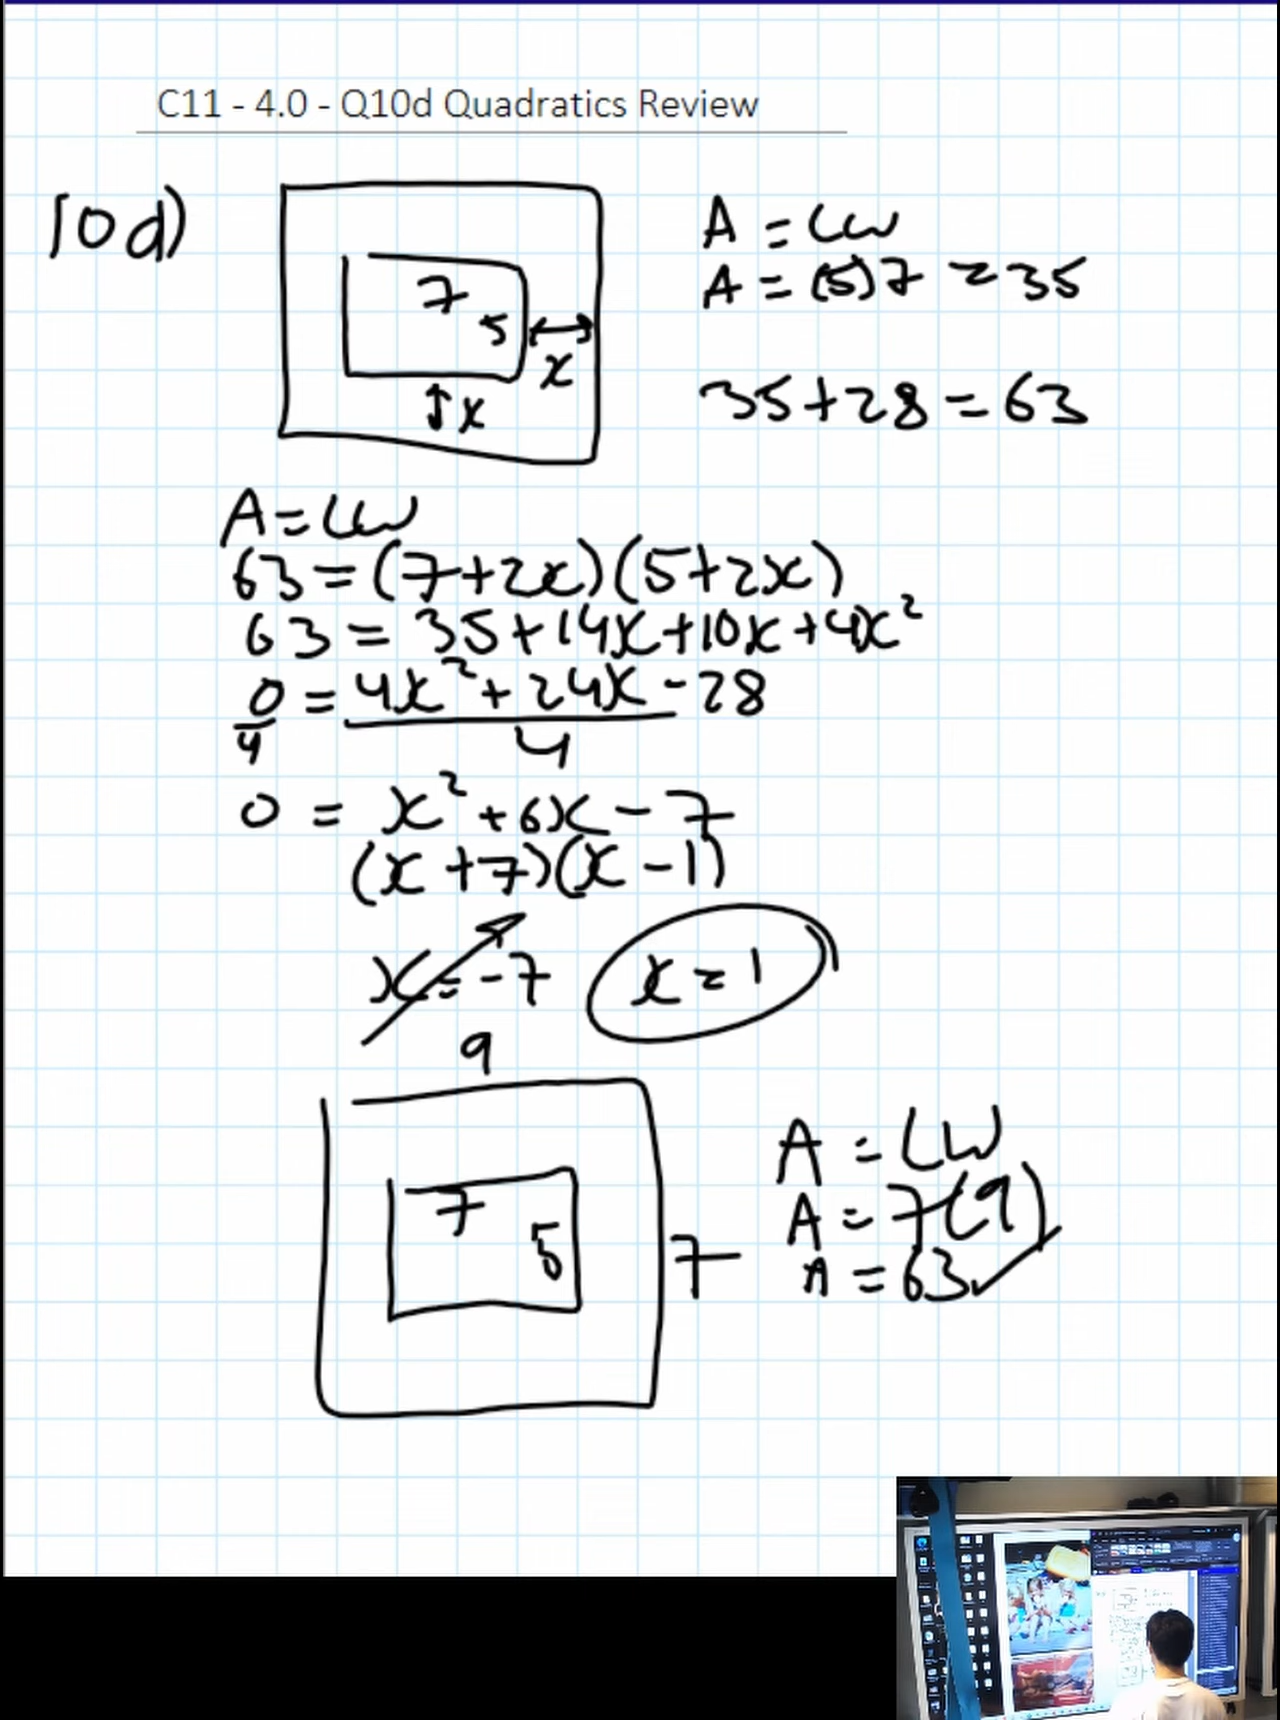 C11 - 4.0 - Q10d Quadratics Review
10d)
7
5
x
x
A = LW
A = (5)7 = 35
35+28=63
A=LW
63=(7+2x)(5+2x)
63 = 35+14x+10x+4x²
0 = 4x²+24x-28
4 4
0 = x²+6x-7
(x+7)(x-1)
x=-7 x=1
9
7
5
7
A = LW
A = 7(9)
A = 63✓